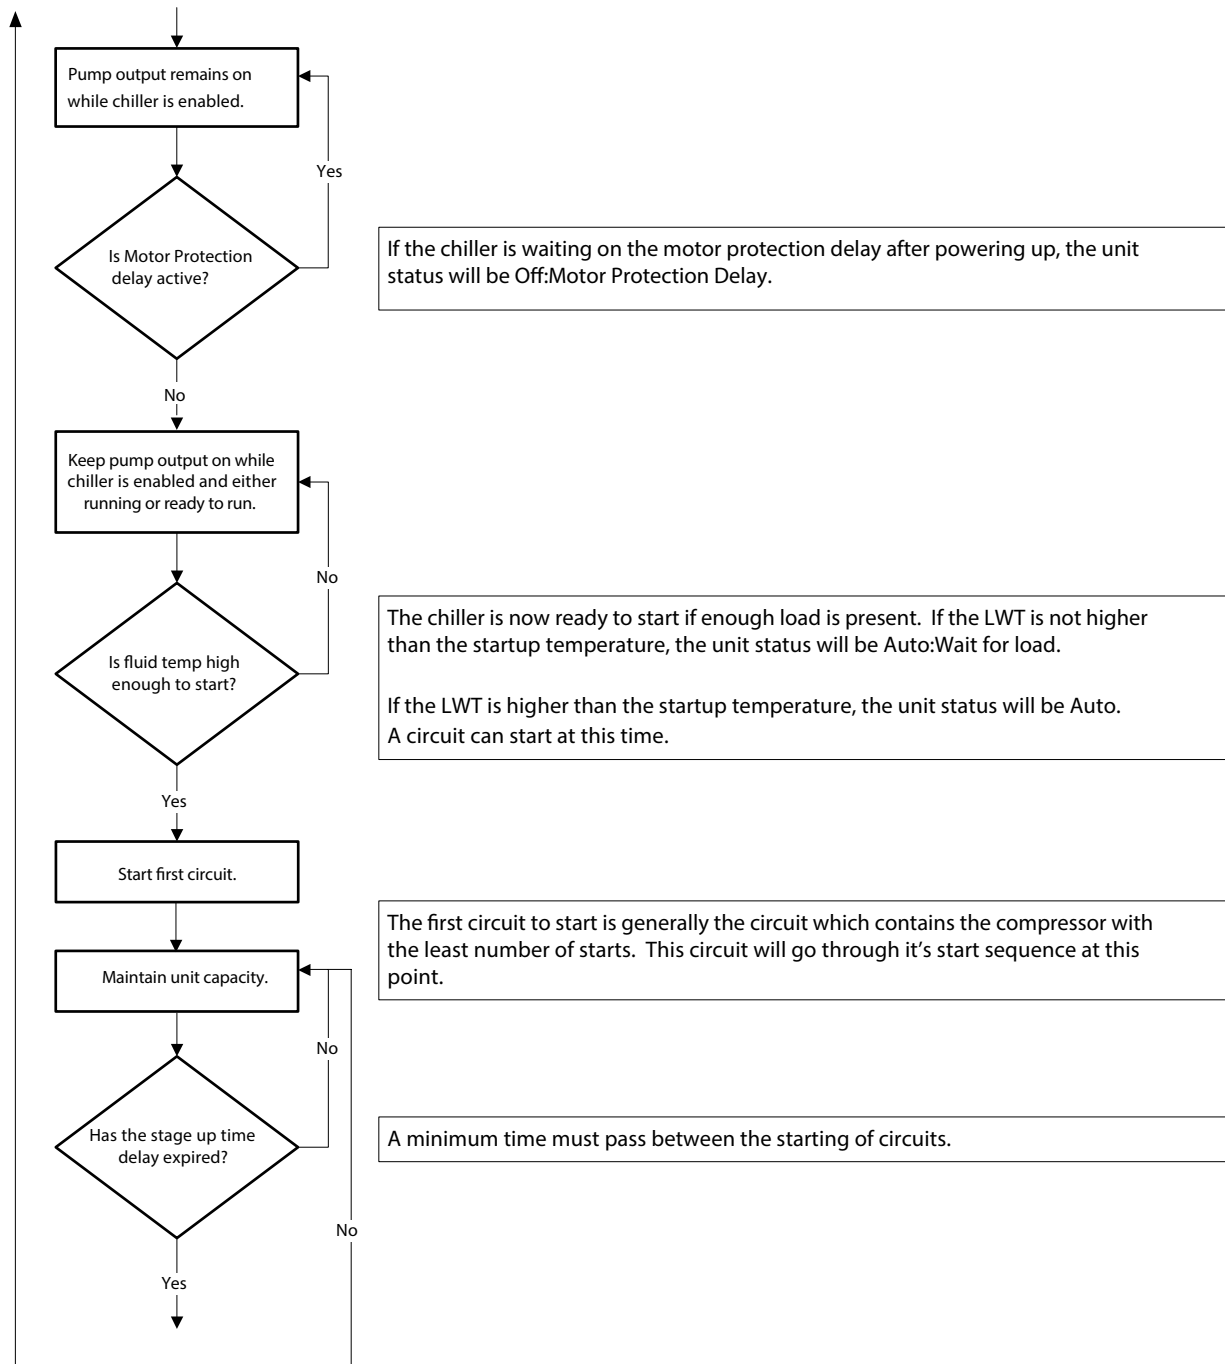 Pump output remains on
while chiller is enabled.
Yes
Is Motor Protection
delay active?
If the chiller is waiting on the motor protection delay after powering up, the unit
status will be Off:Motor Protection Delay.
No
Keep pump output on while
chiller is enabled and either
running or ready to run.
No
Is fluid temp high
enough to start?
The chiller is now ready to start if enough load is present. If the LWT is not higher
than the startup temperature, the unit status will be Auto:Wait for load.
If the LWT is higher than the startup temperature, the unit status will be Auto.
A circuit can start at this time.
Yes
Start first circuit.
The first circuit to start is generally the circuit which contains the compressor with
the least number of starts. This circuit will go through it's start sequence at this
point.
Maintain unit capacity.
No
Has the stage up time
delay expired?
A minimum time must pass between the starting of circuits.
No
Yes